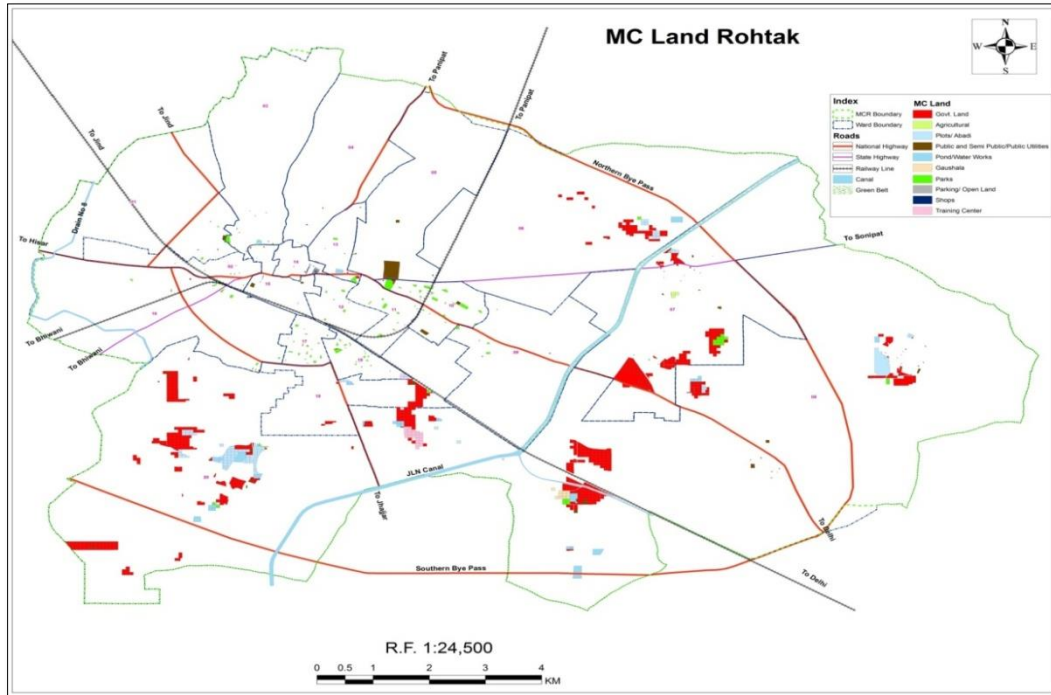 MC Land Rohtak
N
W E
S
To Panipat
To Panipat
To Jind
To Jind
Index
MCR Boundary
Ward Boundary
Roads
National Highway
State Highway
Railway Line
Canal
Green Belt
MC Land
Govt. Land
Agricultural
Plots/ Abadi
Public and Semi Public/Public Utilities
Pond/Water Works
Gaushala
Parks
Parking/ Open Land
Shops
Training Center
Northern Bye Pass
Drain No 8
To Hisar
To Sonipat
To Bhiwani
To Bhiwani
JLN Canal
To Jhajjar
To Delhi
Southern Bye Pass
To Delhi
R.F. 1:24,500
0 0.5 1 2 3 4
KM